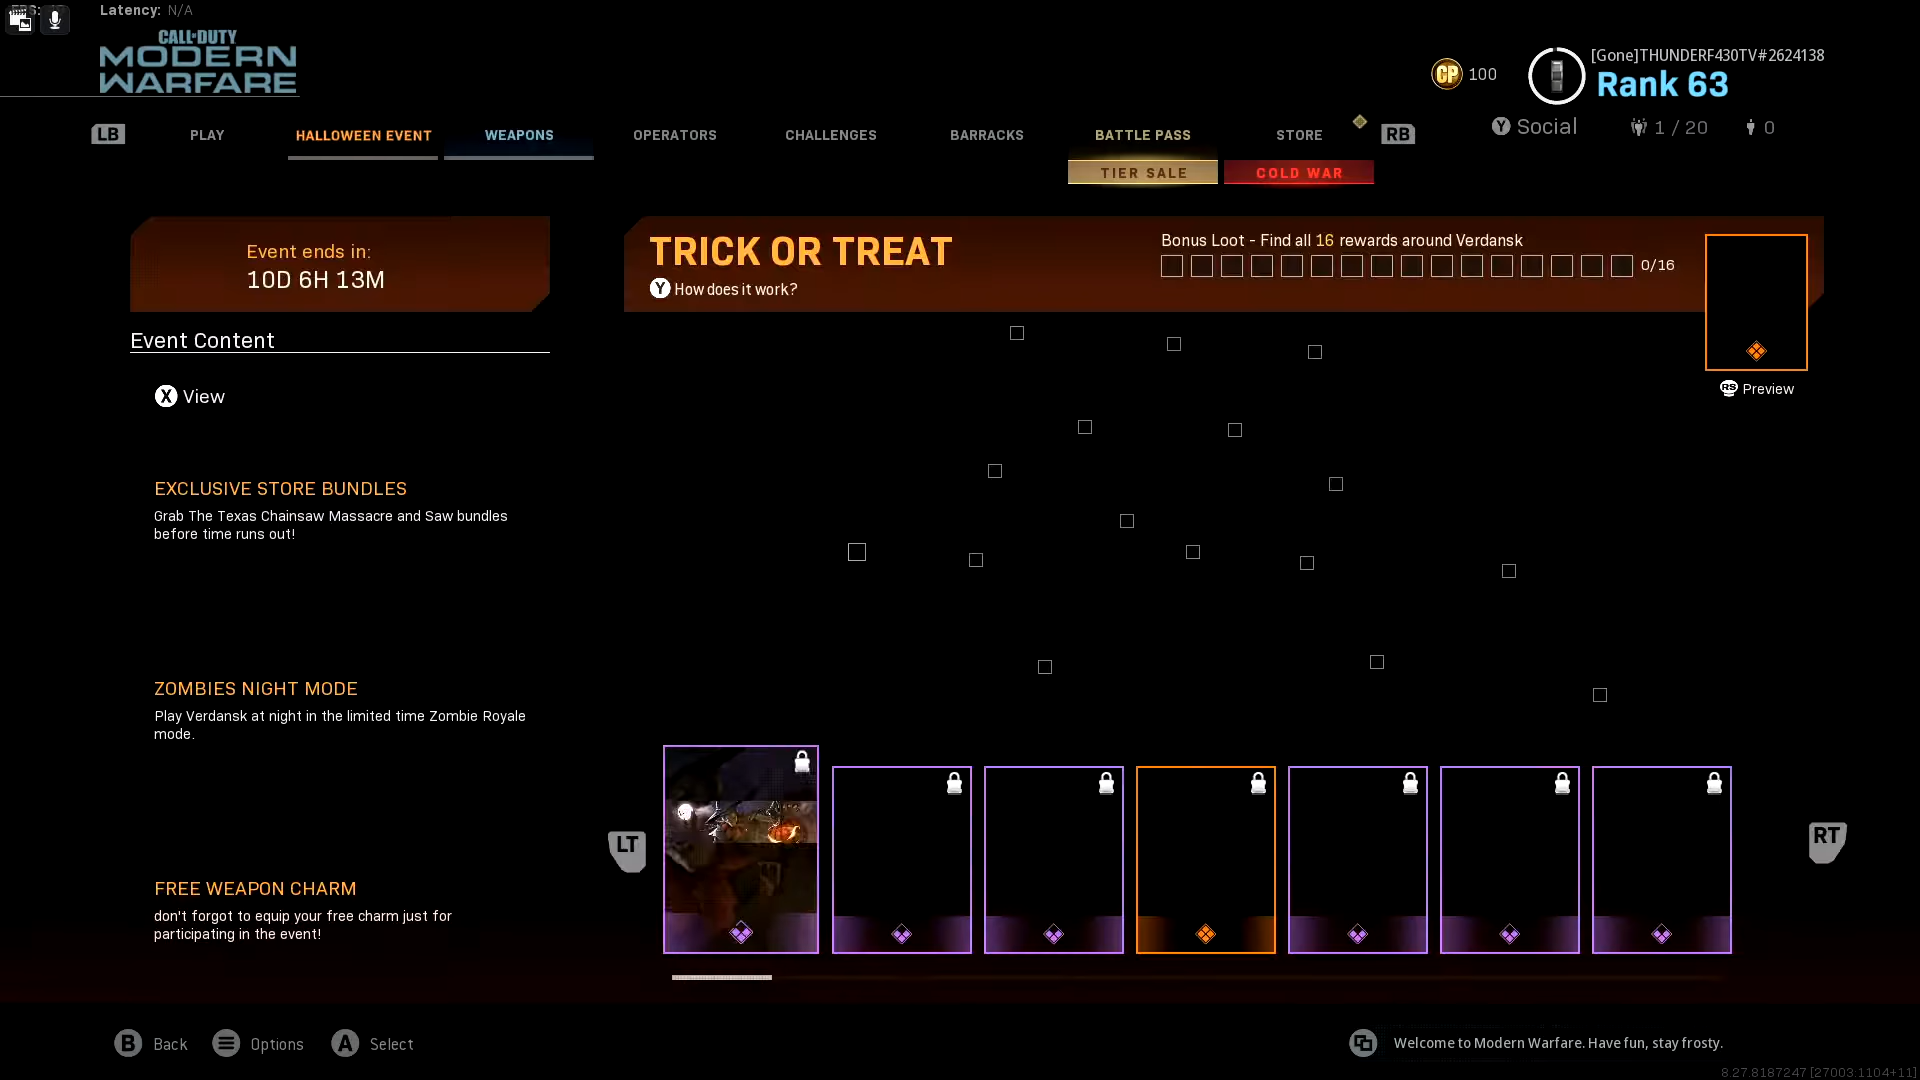 Latency: N/A
CALL OF DUTY
MODERN
WARFARE
CP 100
[Gone]THUNDERF430TV#2624138
Rank 63
LB
PLAY
HALLOWEEN EVENT
WEAPONS
OPERATORS
CHALLENGES
BARRACKS
BATTLE PASS
STORE
RB
Y Social
1 / 20
0
TIER SALE
COLD WAR
Event ends in:
10D 6H 13M
TRICK OR TREAT
Y How does it work?
Bonus Loot - Find all 16 rewards around Verdansk
0/16
RS Preview
Event Content
X View
EXCLUSIVE STORE BUNDLES
Grab The Texas Chainsaw Massacre and Saw bundles
before time runs out!
ZOMBIES NIGHT MODE
Play Verdansk at night in the limited time Zombie Royale
mode.
FREE WEAPON CHARM
don't forgot to equip your free charm just for
participating in the event!
LT
RT
B Back
Options
A Select
Welcome to Modern Warfare. Have fun, stay frosty.
8.27.8187247 [27003:1104+11]